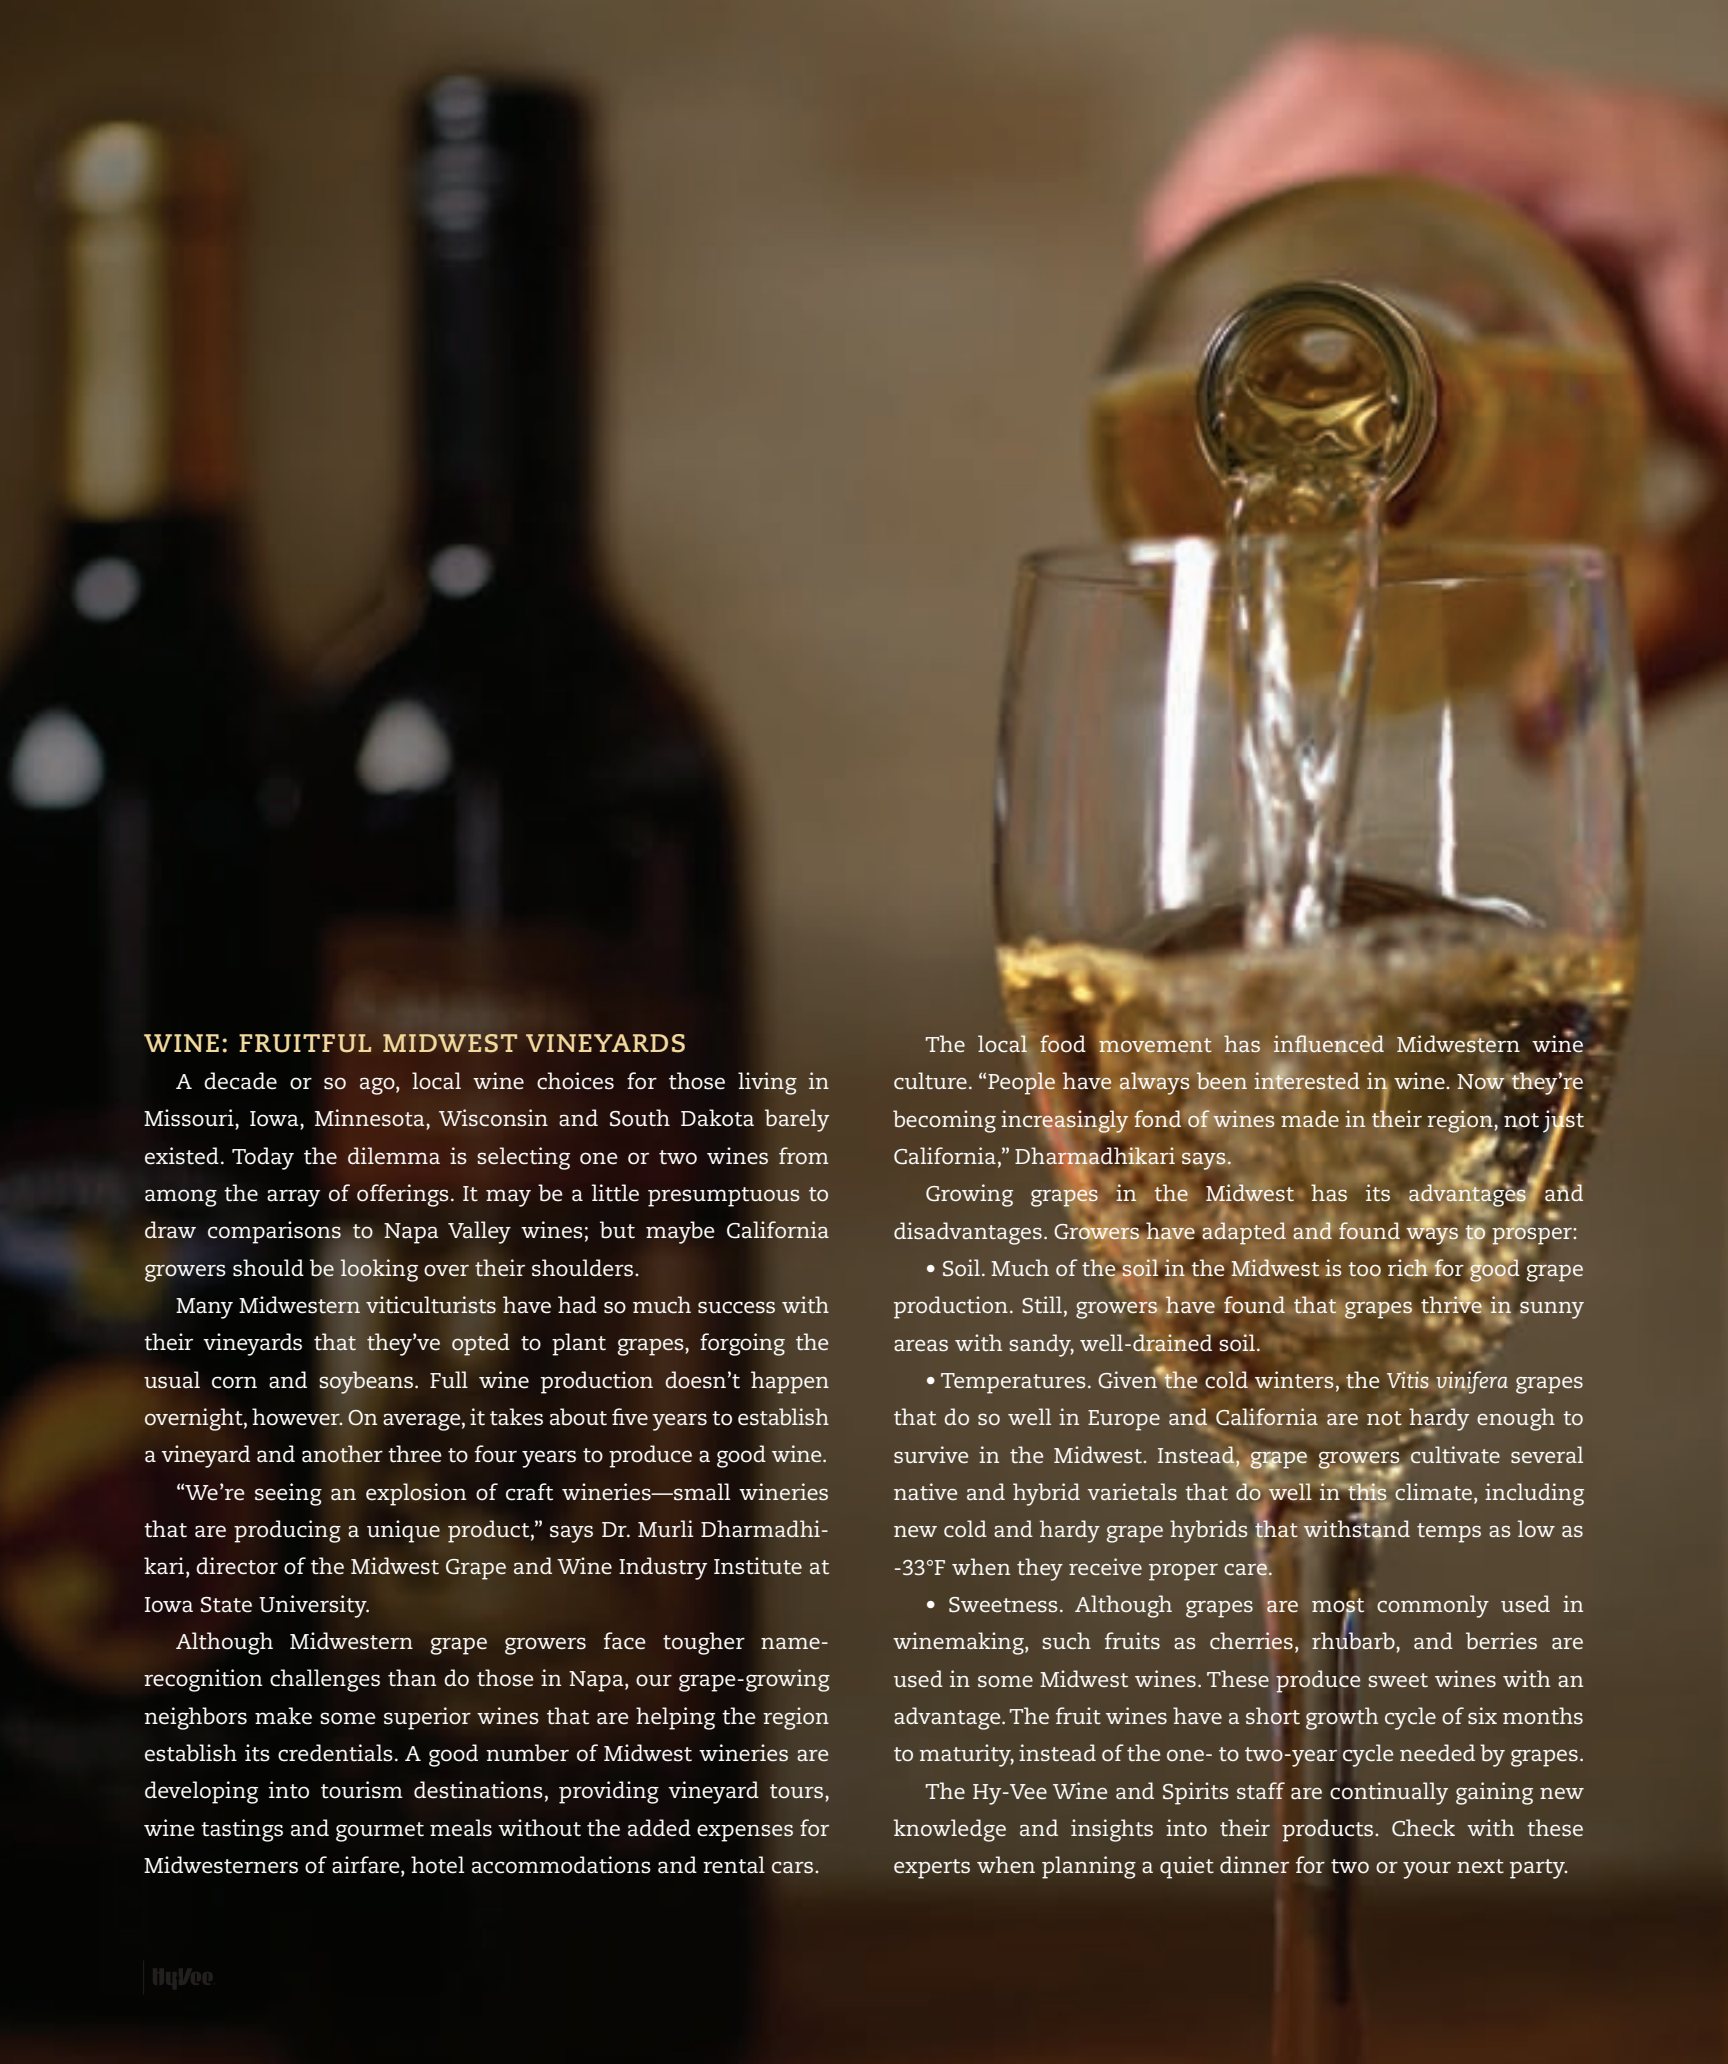 WINE: FRUITFUL MIDWEST VINEYARDS
A decade or so ago, local wine choices for those living in
Missouri, Iowa, Minnesota, Wisconsin and South Dakota barely
existed. Today the dilemma is selecting one or two wines from
among the array of offerings. It may be a little presumptuous to
draw comparisons to Napa Valley wines; but maybe California
growers should be looking over their shoulders.
Many Midwestern viticulturists have had so much success with
their vineyards that they’ve opted to plant grapes, forgoing the
usual corn and soybeans. Full wine production doesn’t happen
overnight, however. On average, it takes about five years to establish
a vineyard and another three to four years to produce a good wine.
“We’re seeing an explosion of craft wineries—small wineries
that are producing a unique product,” says Dr. Murli Dharmadhi-
kari, director of the Midwest Grape and Wine Industry Institute at
Iowa State University.
Although Midwestern grape growers face tougher name-
recognition challenges than do those in Napa, our grape-growing
neighbors make some superior wines that are helping the region
establish its credentials. A good number of Midwest wineries are
developing into tourism destinations, providing vineyard tours,
wine tastings and gourmet meals without the added expenses for
Midwesterners of airfare, hotel accommodations and rental cars.
The local food movement has influenced Midwestern wine
culture. “People have always been interested in wine. Now they’re
becoming increasingly fond of wines made in their region, not just
California,” Dharmadhikari says.
Growing grapes in the Midwest has its advantages and
disadvantages. Growers have adapted and found ways to prosper:
• Soil. Much of the soil in the Midwest is too rich for good grape
production. Still, growers have found that grapes thrive in sunny
areas with sandy, well-drained soil.
• Temperatures. Given the cold winters, the Vitis vinifera grapes
that do so well in Europe and California are not hardy enough to
survive in the Midwest. Instead, grape growers cultivate several
native and hybrid varietals that do well in this climate, including
new cold and hardy grape hybrids that withstand temps as low as
-33°F when they receive proper care.
• Sweetness. Although grapes are most commonly used in
winemaking, such fruits as cherries, rhubarb, and berries are
used in some Midwest wines. These produce sweet wines with an
advantage. The fruit wines have a short growth cycle of six months
to maturity, instead of the one- to two-year cycle needed by grapes.
The Hy-Vee Wine and Spirits staff are continually gaining new
knowledge and insights into their products. Check with these
experts when planning a quiet dinner for two or your next party.
HyVee